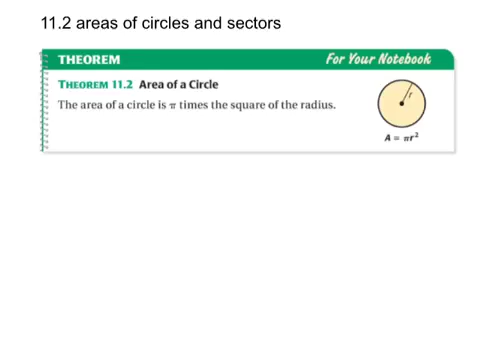 11.2 areas of circles and sectors
THEOREM For Your Notebook
THEOREM 11.2 Area of a Circle
The area of a circle is π times the square of the radius.
r
A = πr²